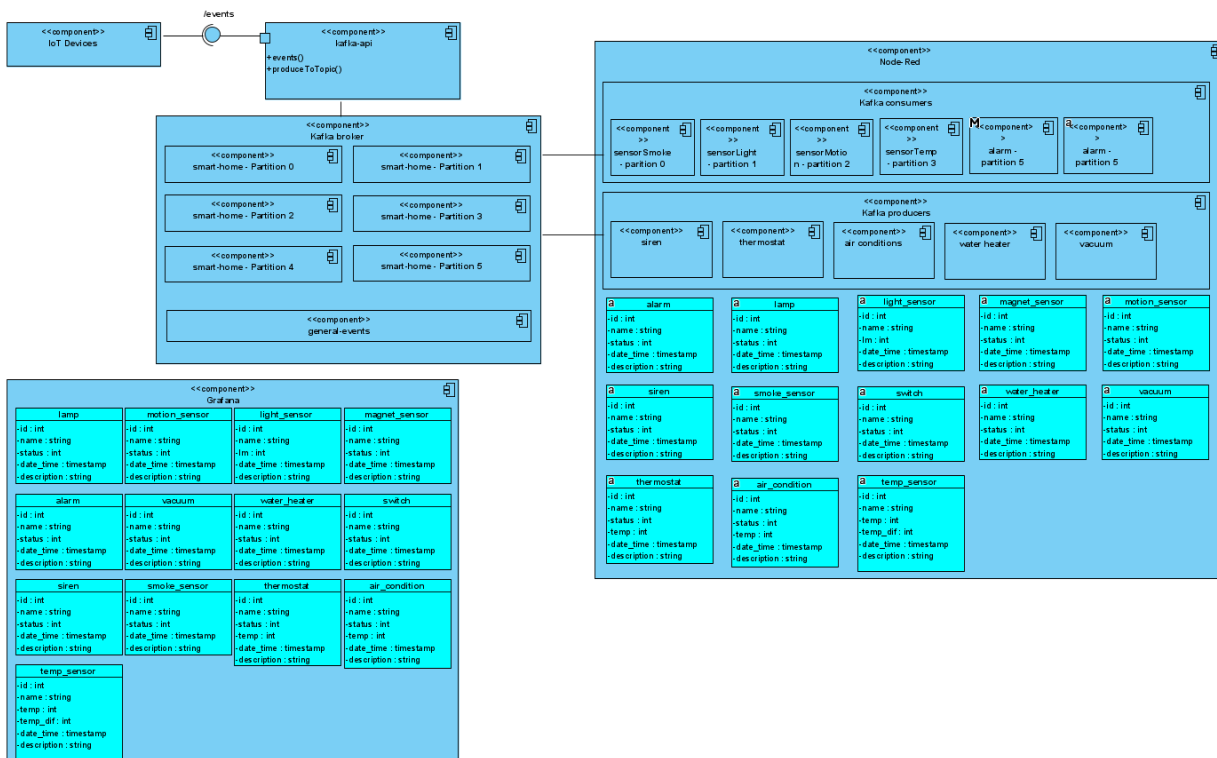 /events
<<component>>
IoT Devices
<<component>>
kafka-api
+events()
+produceToTopic()
<<component>>
Kafka broker
<<component>>
smart-home - Partition 0
<<component>>
smart-home - Partition 1
<<component>>
smart-home - Partition 2
<<component>>
smart-home - Partition 3
<<component>>
smart-home - Partition 4
<<component>>
smart-home - Partition 5
<<component>>
general-events
<<component>>
Node-Red
<<component>>
Kafka consumers
<<component
>>
sensorSmoke
- parition 0
<<component
>>
sensorLight
- partition 1
<<component
>>
sensorMotio
n - partition 2
<<component
>>
sensorTemp
- partition 3
M
<<component>
>
alarm -
partition 5
a
<<component>
>
alarm -
partition 5
<<component>>
Kafka producers
<<component>>
siren
<<component>>
thermostat
<<component>>
air conditions
<<component>>
water heater
<<component>>
vacuum
a
alarm
-id : int
-name : string
-status : int
-date_time : timestamp
-description : string
a
lamp
-id : int
-name : string
-status : int
-date_time : timestamp
-description : string
a
light_sensor
-id : int
-name : string
-lm : int
-date_time : timestamp
-description : string
a
magnet_sensor
-id : int
-name : string
-status : int
-date_time : timestamp
-description : string
a
motion_sensor
-id : int
-name : string
-status : int
-date_time : timestamp
-description : string
a
siren
-id : int
-name : string
-status : int
-date_time : timestamp
-description : string
a
smoke_sensor
-id : int
-name : string
-status : int
-date_time : timestamp
-description : string
a
switch
-id : int
-name : string
-status : int
-date_time : timestamp
-description : string
a
water_heater
-id : int
-name : string
-status : int
-date_time : timestamp
-description : string
a
vacuum
-id : int
-name : string
-status : int
-date_time : timestamp
-description : string
a
thermostat
-id : int
-name : string
-status : int
-temp : int
-date_time : timestamp
-description : string
a
air_condition
-id : int
-name : string
-status : int
-temp : int
-date_time : timestamp
-description : string
a
temp_sensor
-id : int
-name : string
-temp : int
-temp_dif : int
-date_time : timestamp
-description : string
<<component>>
Grafana
lamp
-id : int
-name : string
-status : int
-date_time : timestamp
-description : string
motion_sensor
-id : int
-name : string
-status : int
-date_time : timestamp
-description : string
light_sensor
-id : int
-name : string
-lm : int
-date_time : timestamp
-description : string
magnet_sensor
-id : int
-name : string
-status : int
-date_time : timestamp
-description : string
alarm
-id : int
-name : string
-status : int
-date_time : timestamp
-description : string
vacuum
-id : int
-name : string
-status : int
-date_time : timestamp
-description : string
water_heater
-id : int
-name : string
-status : int
-date_time : timestamp
-description : string
switch
-id : int
-name : string
-status : int
-date_time : timestamp
-description : string
siren
-id : int
-name : string
-status : int
-date_time : timestamp
-description : string
smoke_sensor
-id : int
-name : string
-status : int
-date_time : timestamp
-description : string
thermostat
-id : int
-name : string
-status : int
-temp : int
-date_time : timestamp
-description : string
air_condition
-id : int
-name : string
-status : int
-temp : int
-date_time : timestamp
-description : string
temp_sensor
-id : int
-name : string
-temp : int
-temp_dif : int
-date_time : timestamp
-description : string